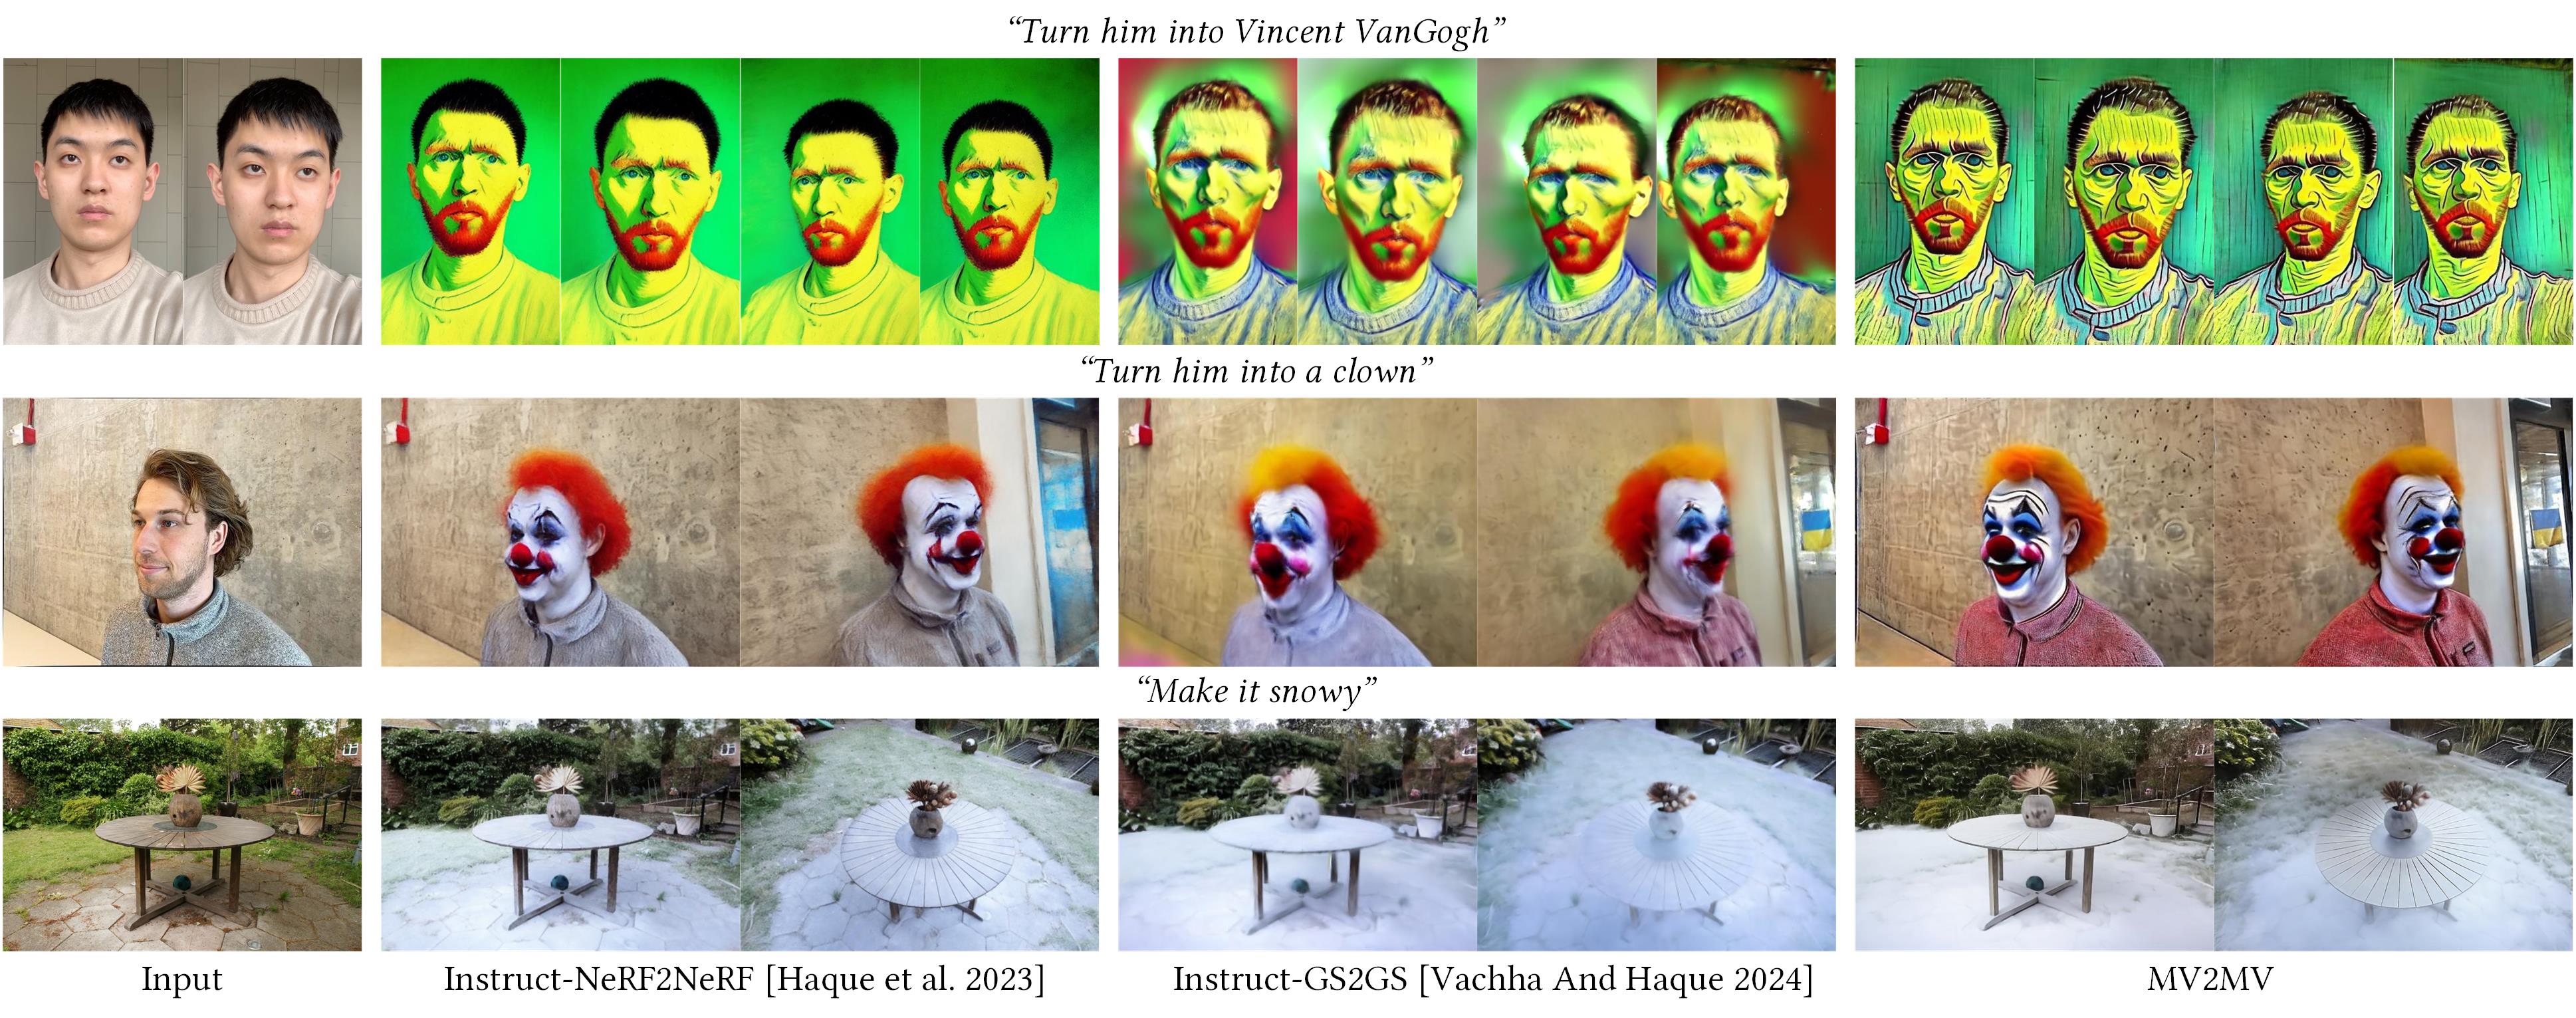 “Turn him into Vincent VanGogh”
“Turn him into a clown”
“Make it snowy”
Input
Instruct-NeRF2NeRF [Haque et al. 2023]
Instruct-GS2GS [Vachha And Haque 2024]
MV2MV